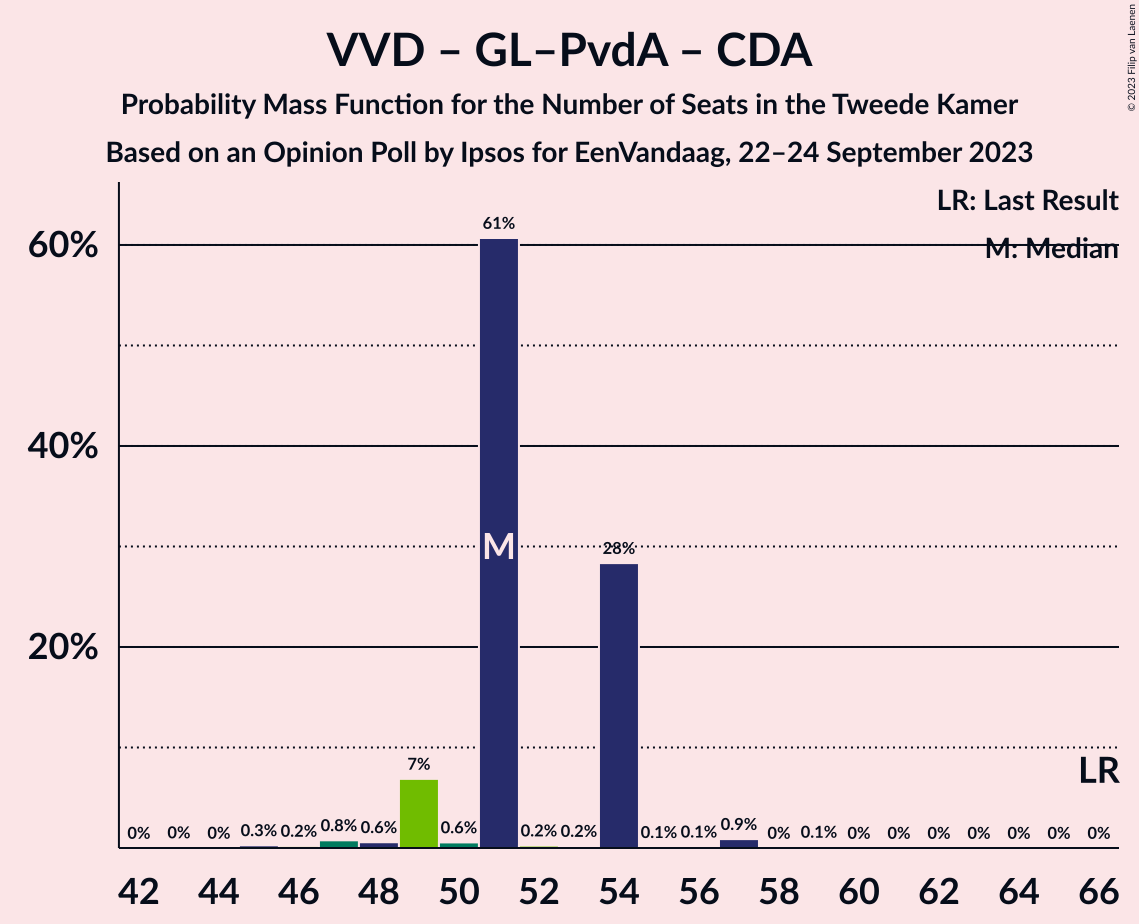 VVD – GL–PvdA – CDA
Probability Mass Function for the Number of Seats in the Tweede Kamer
Based on an Opinion Poll by Ipsos for EenVandaag, 22–24 September 2023
© 2023 Filip van Laenen
LR: Last Result
M: Median
60%
40%
20%
61%
M
28%
LR
7%
0% 0% 0% 0.3% 0.2% 0.8% 0.6% 0.6% 0.2% 0.2% 0.1% 0.1% 0.9% 0% 0.1% 0% 0% 0% 0% 0% 0% 0%
42 44 46 48 50 52 54 56 58 60 62 64 66